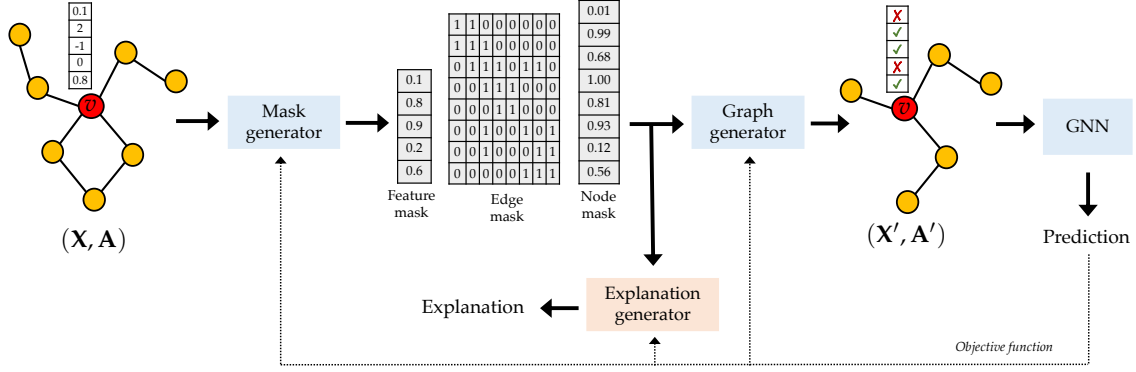 0.1
2
-1
0
0.8
v
(X, A)
Mask
generator
0.1
0.8
0.9
0.2
0.6
Feature
mask
1 1 0 0 0 0 0 0
1 1 1 0 0 0 0 0
0 1 1 1 0 1 1 0
0 0 1 1 1 0 0 0
0 0 0 1 1 0 0 0
0 0 1 0 0 1 0 1
0 0 1 0 0 0 1 1
0 0 0 0 0 1 1 1
Edge
mask
0.01
0.99
0.68
1.00
0.81
0.93
0.12
0.56
Node
mask
Graph
generator
✗
✓
✓
✗
✓
v
(X′, A′)
GNN
Prediction
Explanation
generator
Explanation
Objective function